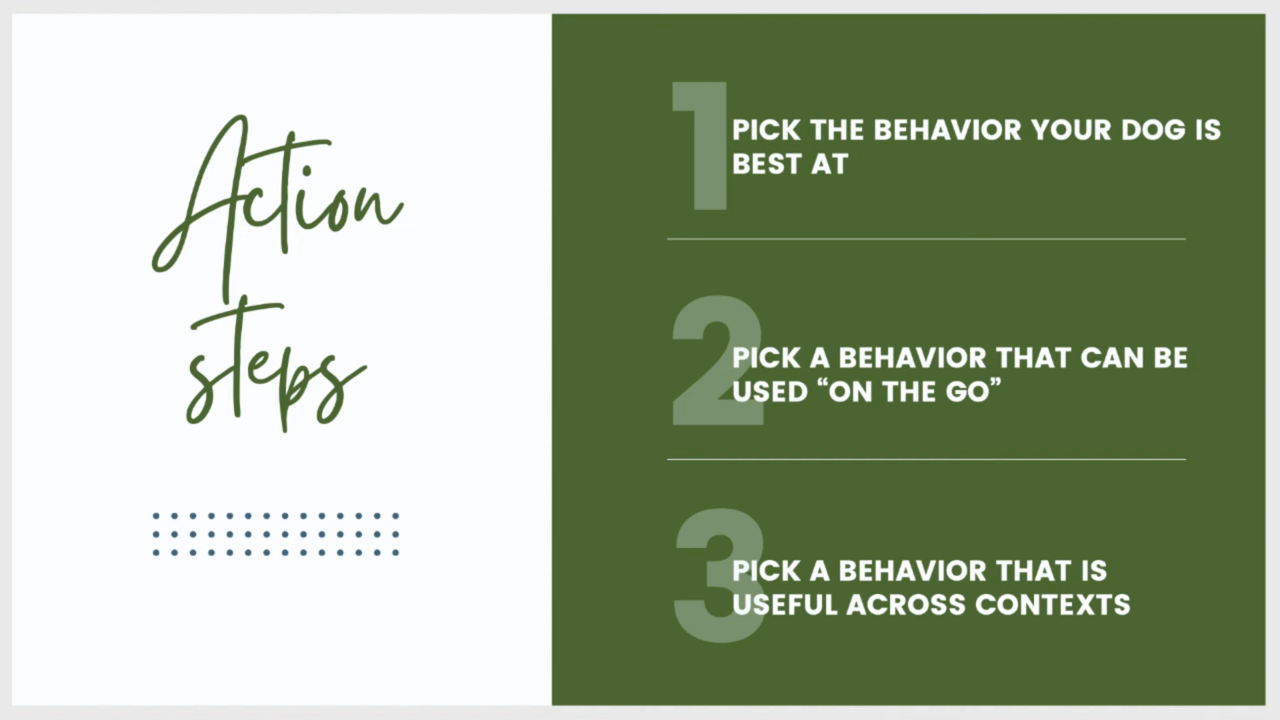 Action
steps
1
PICK THE BEHAVIOR YOUR DOG IS
BEST AT
2
PICK A BEHAVIOR THAT CAN BE
USED “ON THE GO”
3
PICK A BEHAVIOR THAT IS
USEFUL ACROSS CONTEXTS